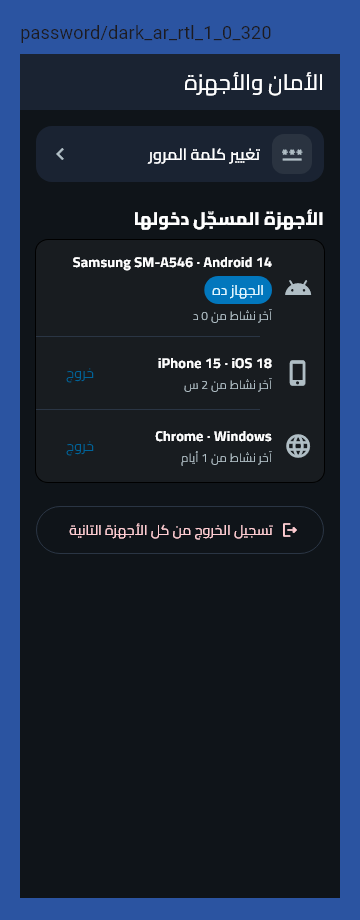 password/dark_ar_rtl_1_0_320
الأمان والأجهزة
تغيير كلمة المرور
الأجهزة المسجّل دخولها
Samsung SM-A546 · Android 14
الجهاز ده
آخر نشاط من 0 د
iPhone 15 · iOS 18
آخر نشاط من 2 س
خروج
Chrome · Windows
آخر نشاط من 1 أيام
خروج
تسجيل الخروج من كل الأجهزة التانية